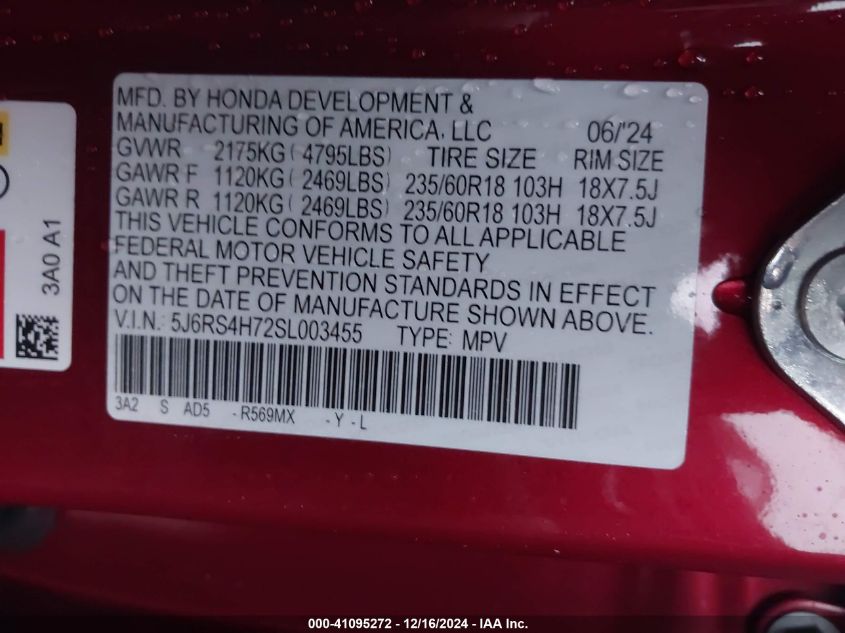 MFD. BY HONDA DEVELOPMENT &
MANUFACTURING OF AMERICA, LLC 06/'24
GVWR 2175KG ( 4795LBS) TIRE SIZE RIM SIZE
GAWR F 1120KG ( 2469LBS) 235/60R18 103H 18X7.5J
GAWR R 1120KG ( 2469LBS) 235/60R18 103H 18X7.5J
THIS VEHICLE CONFORMS TO ALL APPLICABLE
FEDERAL MOTOR VEHICLE SAFETY
AND THEFT PREVENTION STANDARDS IN EFFECT
ON THE DATE OF MANUFACTURE SHOWN ABOVE.
V.I.N.: 5J6RS4H72SL003455 TYPE: MPV
3A2 S AD5 -R569MX -Y -L
3A0 A1
000-41095272 - 12/16/2024 - IAA Inc.